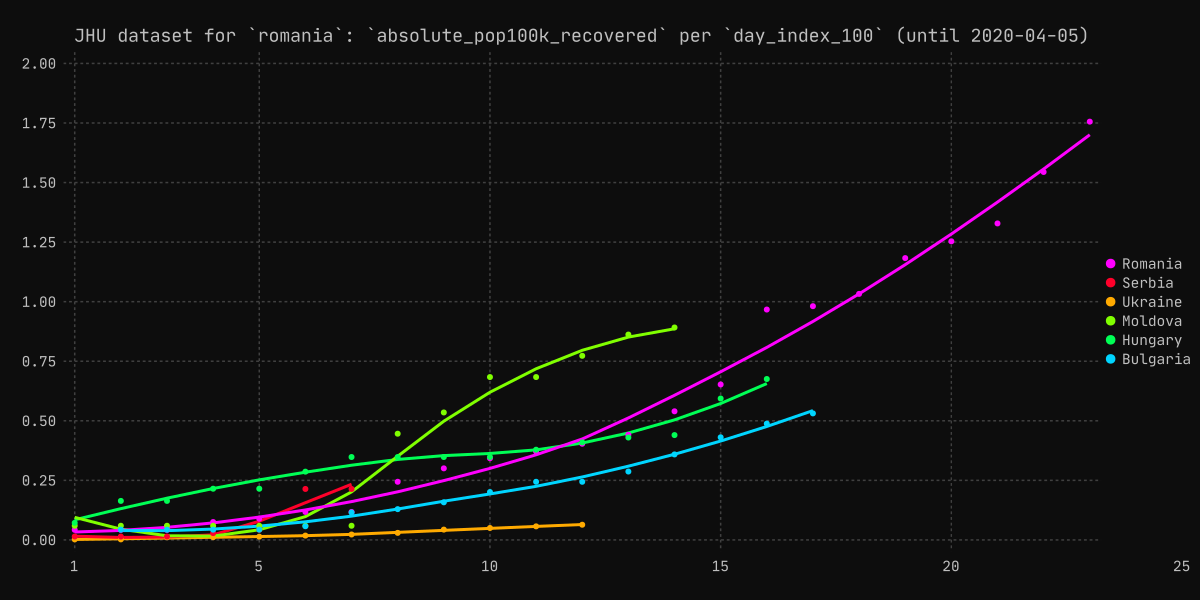 JHU dataset for `romania`: `absolute_pop100k_recovered` per `day_index_100` (until 2020-04-05)
2.00
1.75
1.50
1.25
1.00
0.75
0.50
0.25
0.00
1 5 10 15 20 25
Romania
Serbia
Ukraine
Moldova
Hungary
Bulgaria